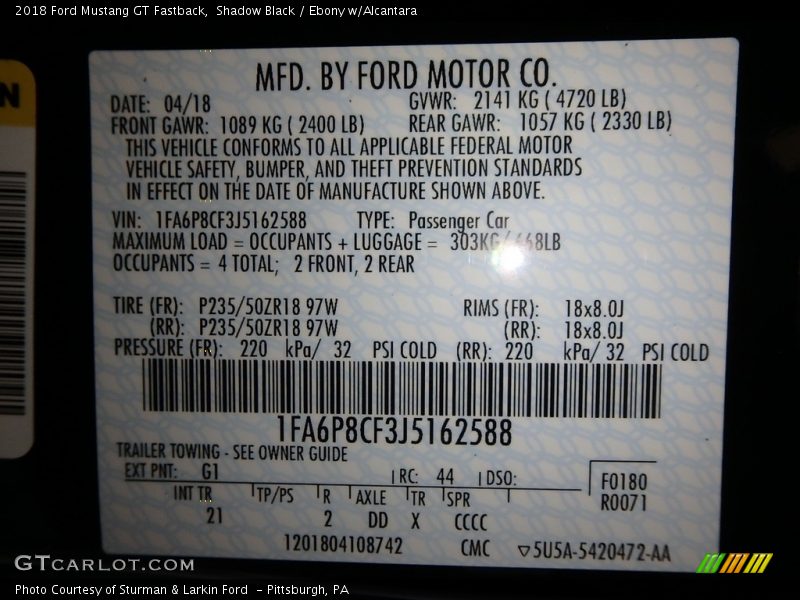 2018 Ford Mustang GT Fastback, Shadow Black / Ebony w/Alcantara
N
MFD. BY FORD MOTOR CO.
DATE: 04/18 GVWR: 2141 KG ( 4720 LB)
FRONT GAWR: 1089 KG ( 2400 LB) REAR GAWR: 1057 KG ( 2330 LB)
THIS VEHICLE CONFORMS TO ALL APPLICABLE FEDERAL MOTOR
VEHICLE SAFETY, BUMPER, AND THEFT PREVENTION STANDARDS
IN EFFECT ON THE DATE OF MANUFACTURE SHOWN ABOVE.
VIN: 1FA6P8CF3J5162588 TYPE: Passenger Car
MAXIMUM LOAD = OCCUPANTS + LUGGAGE = 303KG/668LB
OCCUPANTS = 4 TOTAL; 2 FRONT, 2 REAR
TIRE (FR): P235/50ZR18 97W RIMS (FR): 18x8.0J
(RR): P235/50ZR18 97W (RR): 18x8.0J
PRESSURE (FR): 220 kPa/ 32 PSI COLD (RR): 220 kPa/ 32 PSI COLD
1FA6P8CF3J5162588
TRAILER TOWING - SEE OWNER GUIDE
EXT PNT: G1 RC: 44 DSO: F0180
R0071
INT TR TP/PS R AXLE TR SPR
21 2 DD X CCCC
1201804108742 CMC ▽5U5A-5420472-AA
GTCARLOT.COM
Photo Courtesy of Sturman & Larkin Ford - Pittsburgh, PA